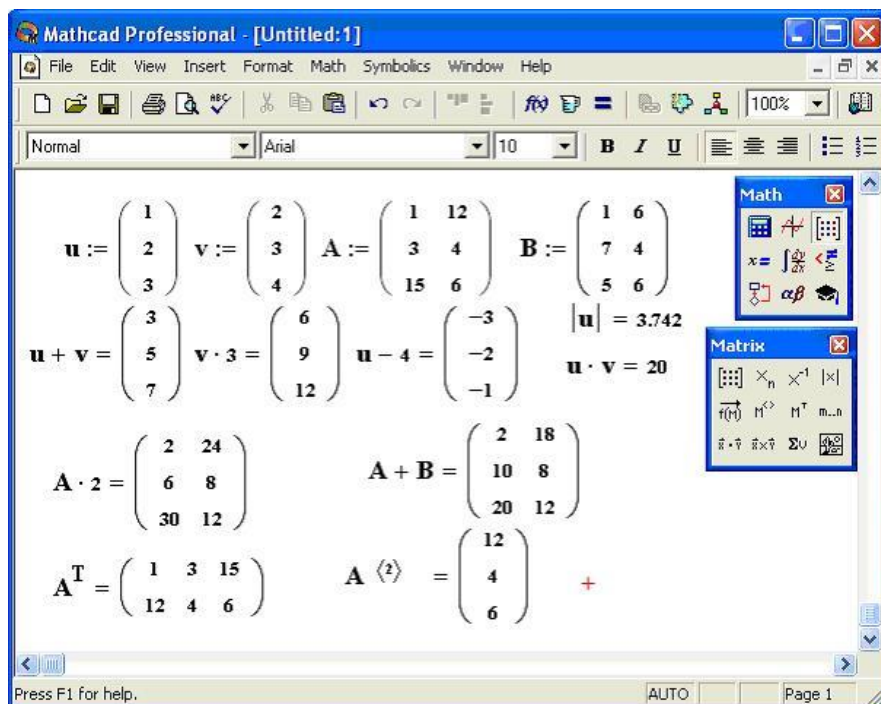 Mathcad Professional - [Untitled:1]
File Edit View Insert Format Math Symbolics Window Help
100%
Normal Arial 10 B I U
Math
u := ( 1 2 3 ) v := ( 2 3 4 ) A := ( 1 12 3 4 15 6 ) B := ( 1 6 7 4 5 6 )
u + v = ( 3 5 7 ) v · 3 = ( 6 9 12 ) u − 4 = ( −3 −2 −1 ) |u| = 3.742
u · v = 20
Matrix
A · 2 = ( 2 24 6 8 30 12 ) A + B = ( 2 18 10 8 20 12 )
Aᵀ = ( 1 3 15 12 4 6 ) A ⟨2⟩ = ( 12 4 6 )
Press F1 for help. AUTO Page 1